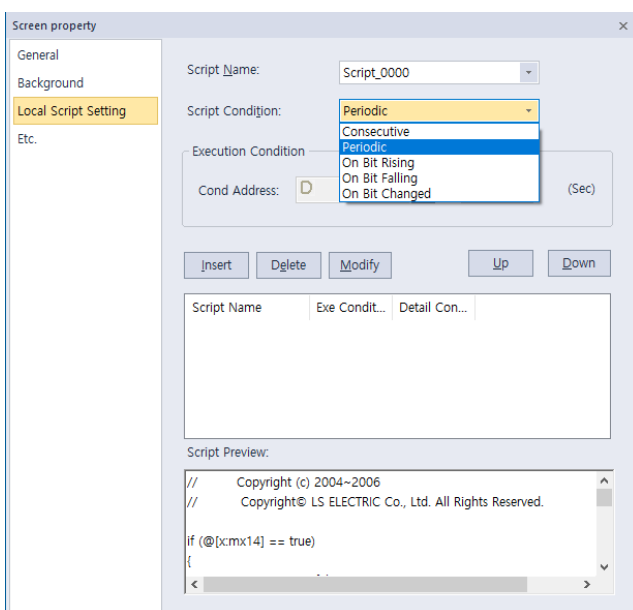 Screen property
General
Background
Local Script Setting
Etc.
Script Name:
Script_0000
Script Condition:
Periodic
Consecutive
Periodic
On Bit Rising
On Bit Falling
On Bit Changed
Execution Condition
Cond Address:
D
(Sec)
Insert
Delete
Modify
Up
Down
Script Name
Exe Condit...
Detail Con...
Script Preview:
// Copyright (c) 2004~2006
// Copyright© LS ELECTRIC Co., Ltd. All Rights Reserved.
if (@[x:mx14] == true)
{